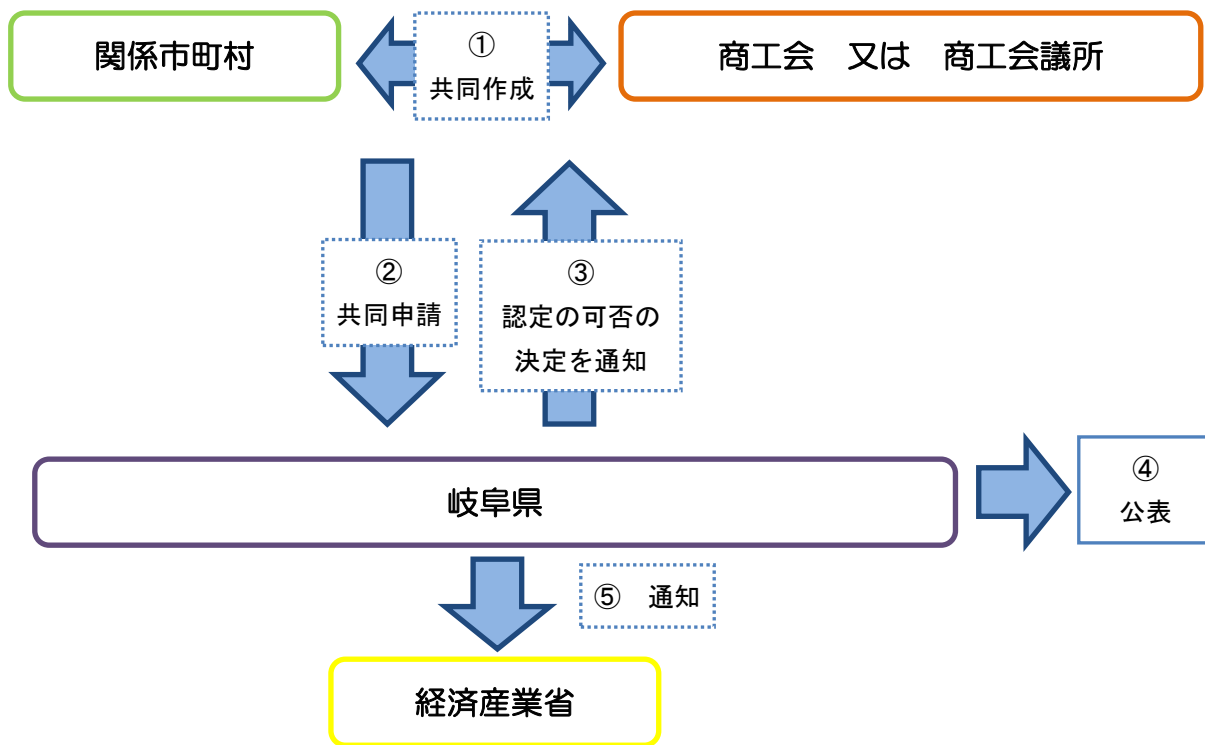 関係市町村
①
共同作成
商工会　又は　商工会議所
②
共同申請
③
認定の可否の
決定を通知
岐阜県
④
公表
⑤　通知
経済産業省